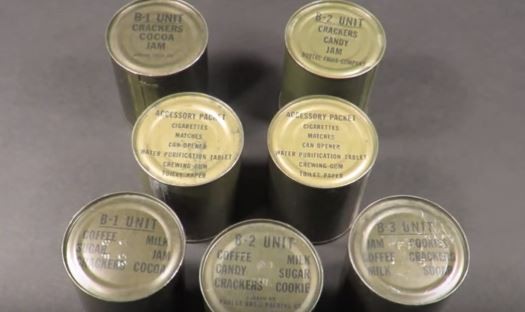 B-1 UNIT
CRACKERS
COCOA
JAM
B-2 UNIT
CRACKERS
CANDY
JAM
ACCESSORY PACKET
CIGARETTES
MATCHES
CAN OPENER
WATER PURIFICATION TABLET
CHEWING-GUM
TOILET-PAPER
ACCESSORY PACKET
CIGARETTES
MATCHES
CAN-OPENER
WATER PURIFICATION TABLET
CHEWING-GUM
TOILET PAPER
B-1 UNIT
COFFEE MILK
SUGAR JAM
CRACKERS COCOA
B-2 UNIT
COFFEE MILK
CANDY SUGAR
CRACKERS COOKIE
B-3 UNIT
JAM COOKIES
COFFEE CRACKERS
MILK